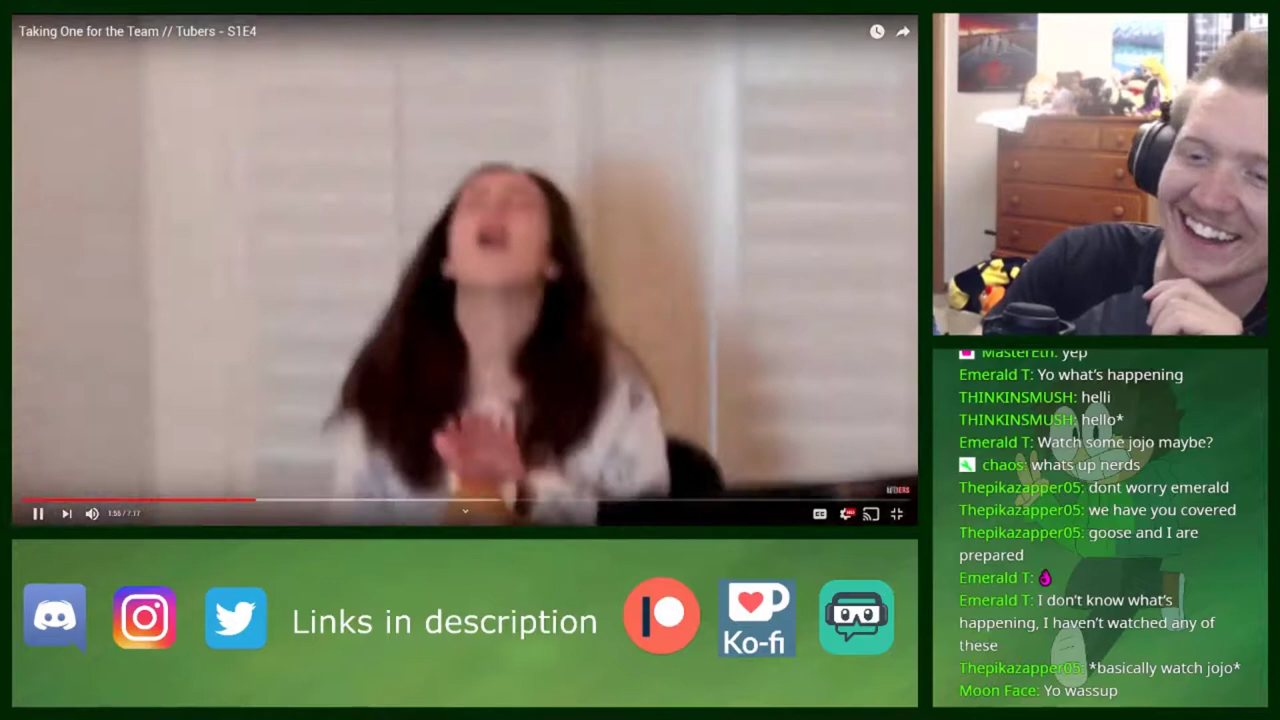 Taking One for the Team // Tubers - S1E4
1:56 / 7:17
CC
TUBERS
MasterEth: yep
Emerald T: Yo what's happening
THINKINSMUSH: helli
THINKINSMUSH: hello*
Emerald T: Watch some jojo maybe?
chaos: whats up nerds
Thepikazapper05: dont worry emerald
Thepikazapper05: we have you covered
Thepikazapper05: goose and I are
prepared
Emerald T:
Emerald T: I don't know what's
happening, I haven't watched any of
these
Thepikazapper05: *basically watch jojo*
Moon Face: Yo wassup
Links in description
Ko-fi